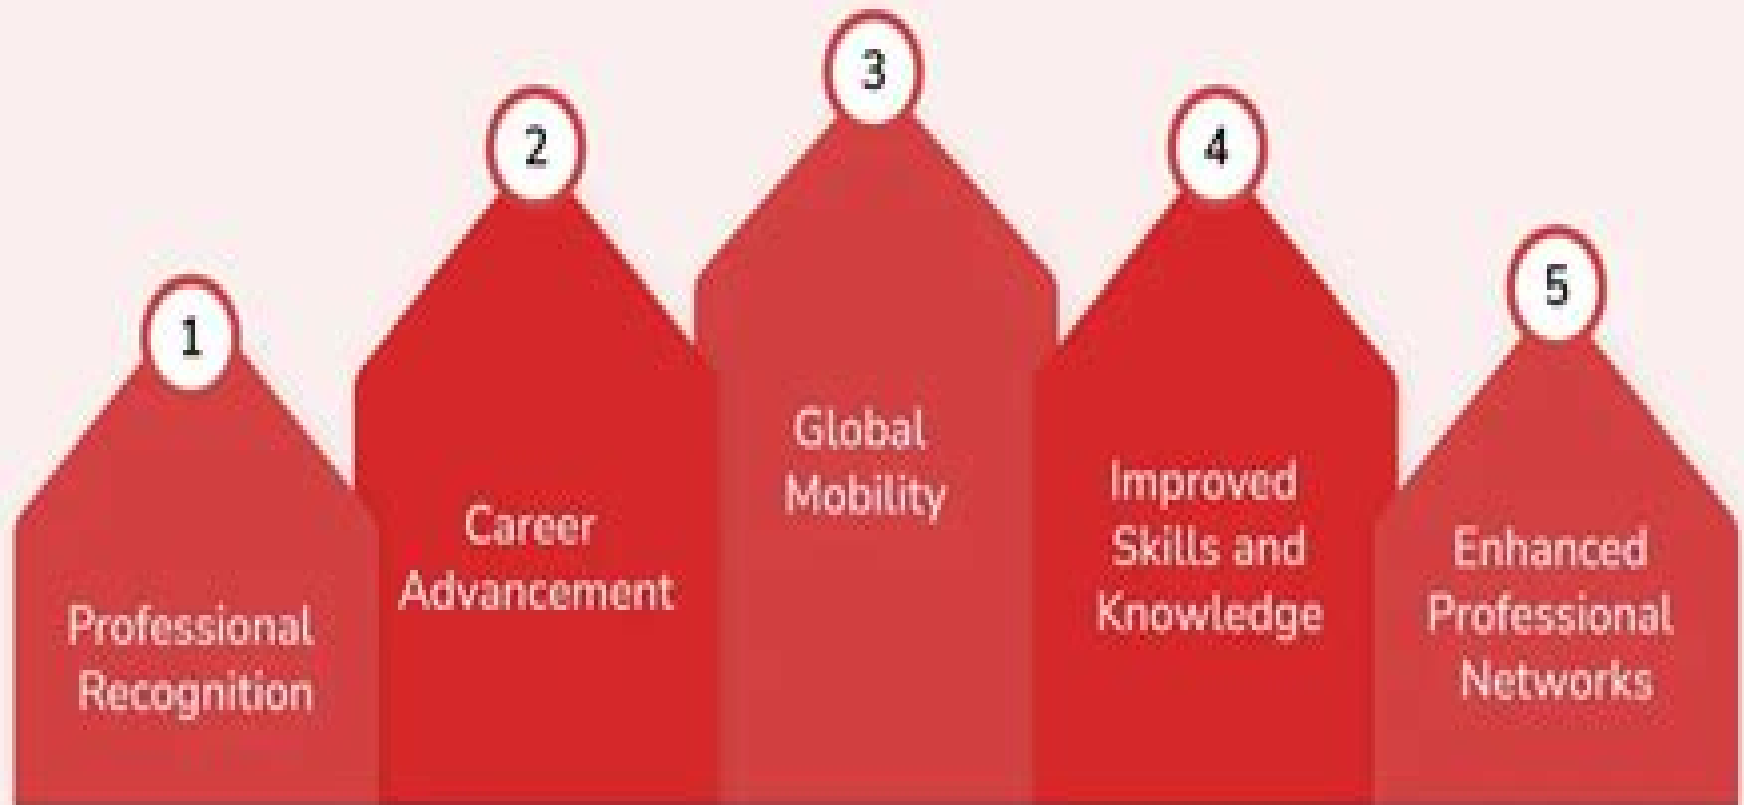 1
Professional
Recognition
2
Career
Advancement
3
Global
Mobility
4
Improved
Skills and
Knowledge
5
Enhanced
Professional
Networks